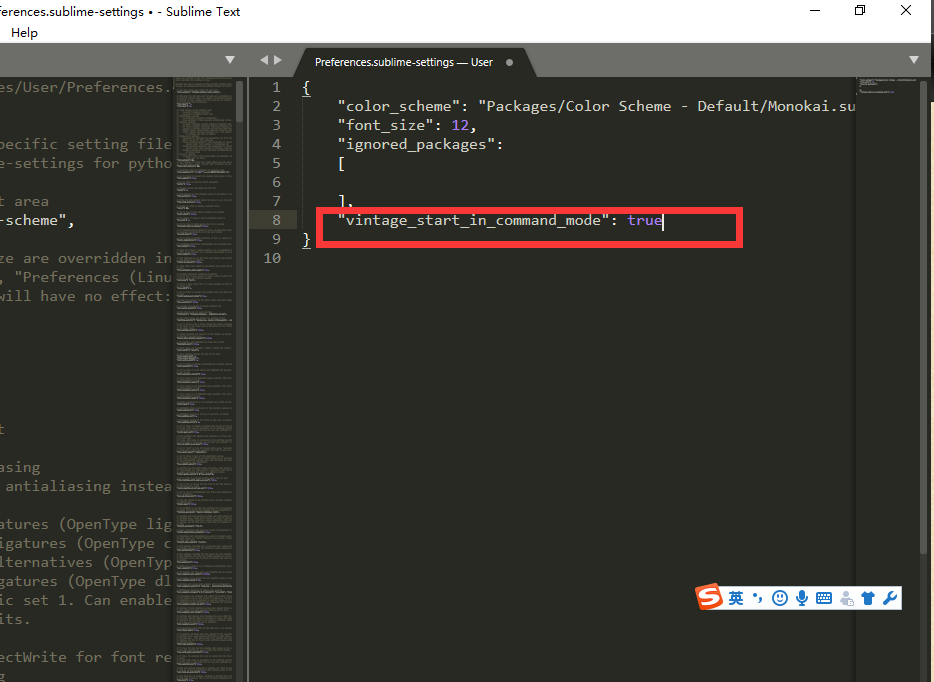 ferences.sublime-settings • - Sublime Text
Help
Preferences.sublime-settings — User
es/User/Preferences.
pecific setting file
e-settings for pytho
t area
-scheme",
ze are overridden in
, "Preferences (Linu
will have no effect:
t
asing
antialiasing instea
atures (OpenType lig
igatures (OpenType c
lternatives (OpenTyp
gatures (OpenType dl
ic set 1. Can enable
its.
ectWrite for font re
g
1 {
2 "color_scheme": "Packages/Color Scheme - Default/Monokai.su
3 "font_size": 12,
4 "ignored_packages":
5 [
6
7 ],
8 "vintage_start_in_command_mode": true
9 }
10
S 英